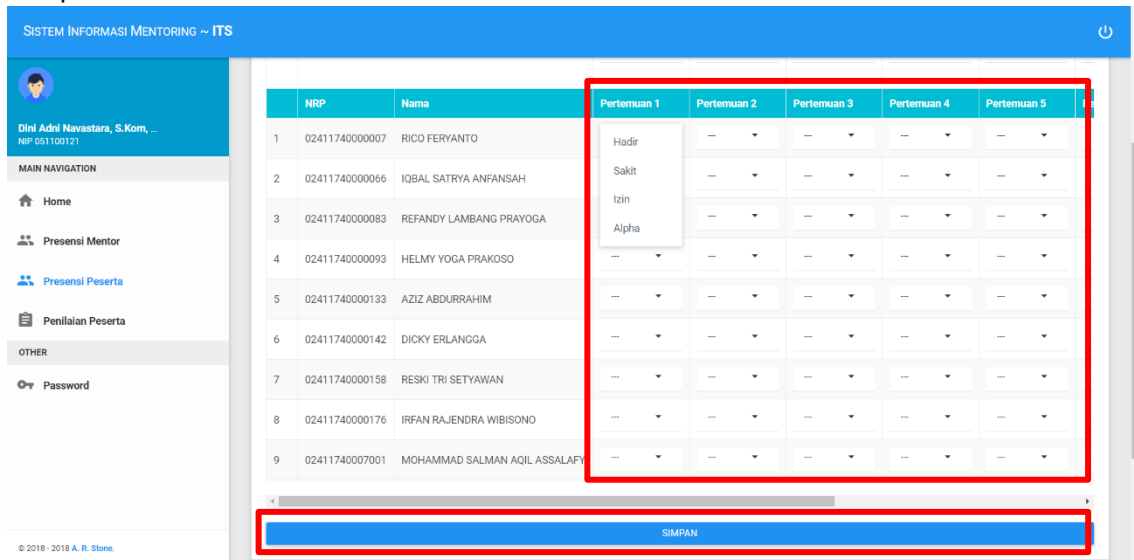 SISTEM INFORMASI MENTORING ~ ITS
Dini Adni Navastara, S.Kom, ...
NIP 051100121
MAIN NAVIGATION
Home
Presensi Mentor
Presensi Peserta
Penilaian Peserta
OTHER
Password
© 2018 - 2018 A. R. Stone.
NRP Nama Pertemuan 1 Pertemuan 2 Pertemuan 3 Pertemuan 4 Pertemuan 5
1 02411740000007 RICO FERYANTO --- --- --- ---
Hadir
Sakit
Izin
Alpha
2 02411740000066 IQBAL SATRYA ANFANSAH --- --- --- ---
3 02411740000083 REFANDY LAMBANG PRAYOGA --- --- --- ---
4 02411740000093 HELMY YOGA PRAKOSO --- --- --- --- ---
5 02411740000133 AZIZ ABDURRAHIM --- --- --- --- ---
6 02411740000142 DICKY ERLANGGA --- --- --- --- ---
7 02411740000158 RESKI TRI SETYAWAN --- --- --- --- ---
8 02411740000176 IRFAN RAJENDRA WIBISONO --- --- --- --- ---
9 02411740007001 MOHAMMAD SALMAN AQIL ASSALAFY --- --- --- --- ---
SIMPAN